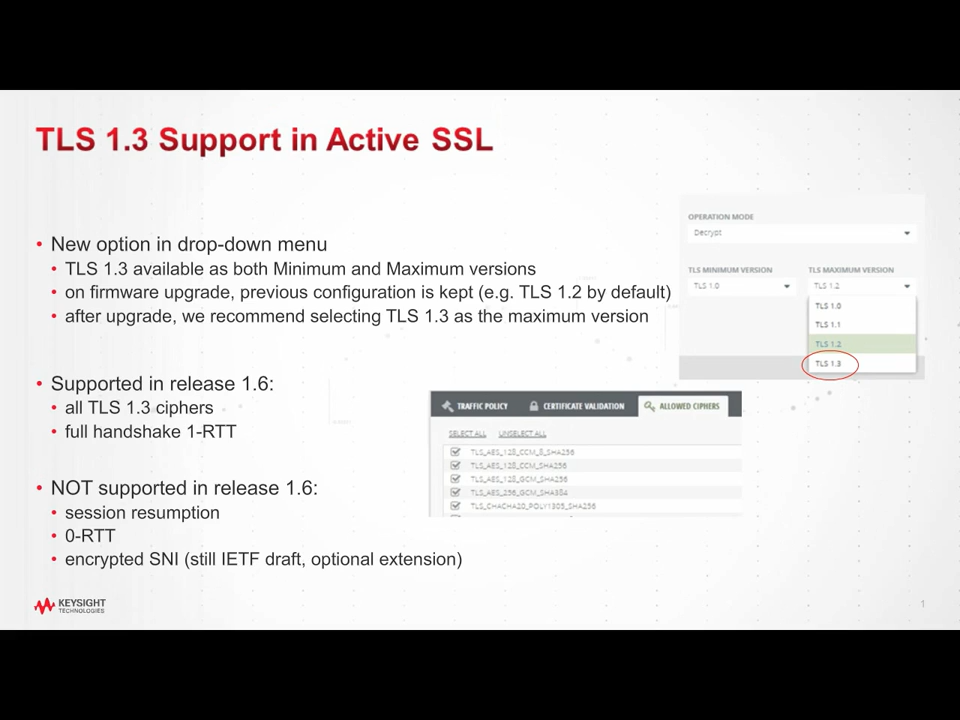 TLS 1.3 Support in Active SSL
• New option in drop-down menu
• TLS 1.3 available as both Minimum and Maximum versions
• on firmware upgrade, previous configuration is kept (e.g. TLS 1.2 by default)
• after upgrade, we recommend selecting TLS 1.3 as the maximum version
OPERATION MODE
Decrypt
TLS MINIMUM VERSION TLS MAXIMUM VERSION
TLS 1.0 TLS 1.2
TLS 1.0
TLS 1.1
TLS 1.2
TLS 1.3
• Supported in release 1.6:
• all TLS 1.3 ciphers
• full handshake 1-RTT
TRAFFIC POLICY CERTIFICATE VALIDATION ALLOWED CIPHERS
SELECT ALL UNSELECT ALL
TLS_AES_128_CCM_8_SHA256
TLS_AES_128_CCM_SHA256
TLS_AES_128_GCM_SHA256
TLS_AES_256_GCM_SHA384
TLS_CHACHA20_POLY1305_SHA256
• NOT supported in release 1.6:
• session resumption
• 0-RTT
• encrypted SNI (still IETF draft, optional extension)
KEYSIGHT
TECHNOLOGIES
1